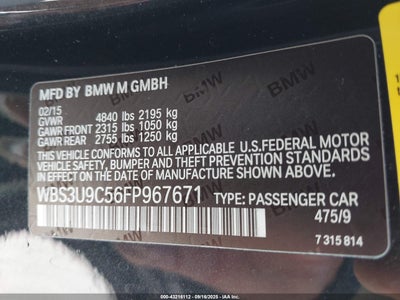 MFD BY BMW M GMBH
02/15
GVWR 4840 lbs 2195 kg
GAWR FRONT 2315 lbs 1050 kg
GAWR REAR 2755 lbs 1250 kg
THIS VEHICLE CONFORMS TO ALL APPLICABLE U.S.FEDERAL MOTOR
VEHICLE SAFETY, BUMPER AND THEFT PREVENTION STANDARDS
IN EFFECT ON THE DATE OF MANUFACTURE SHOWN ABOVE.
WBS3U9C56FP967671 TYPE: PASSENGER CAR
475/9
7 315 814
BMW
BMW
BMW
BMW
000-43216112 - 09/16/2025 - IAA, Inc.